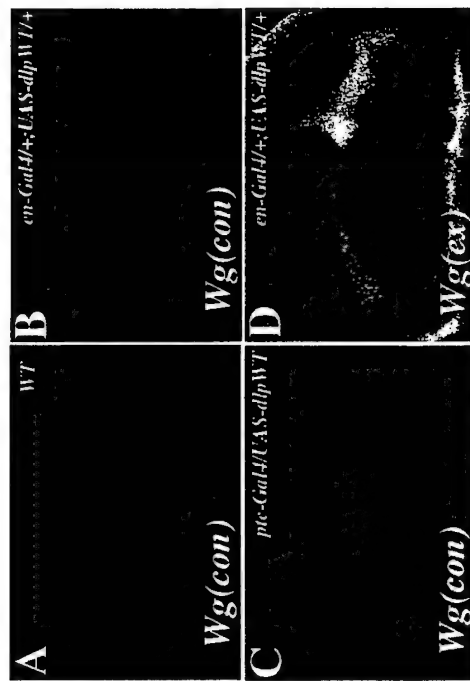 A
WT
Wg(con)
B
en-Gal4/+;UAS-dlpWT/+
Wg(con)
C
ptc-Gal4/UAS-dlpWT
Wg(con)
D
en-Gal4/+;UAS-dlpWT/+
Wg(ex)